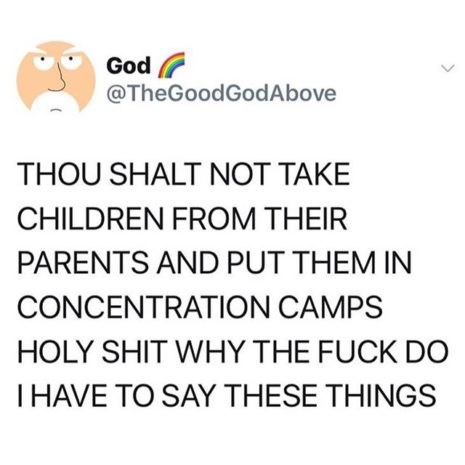 God 🌈
@TheGoodGodAbove
THOU SHALT NOT TAKE
CHILDREN FROM THEIR
PARENTS AND PUT THEM IN
CONCENTRATION CAMPS
HOLY SHIT WHY THE FUCK DO
I HAVE TO SAY THESE THINGS